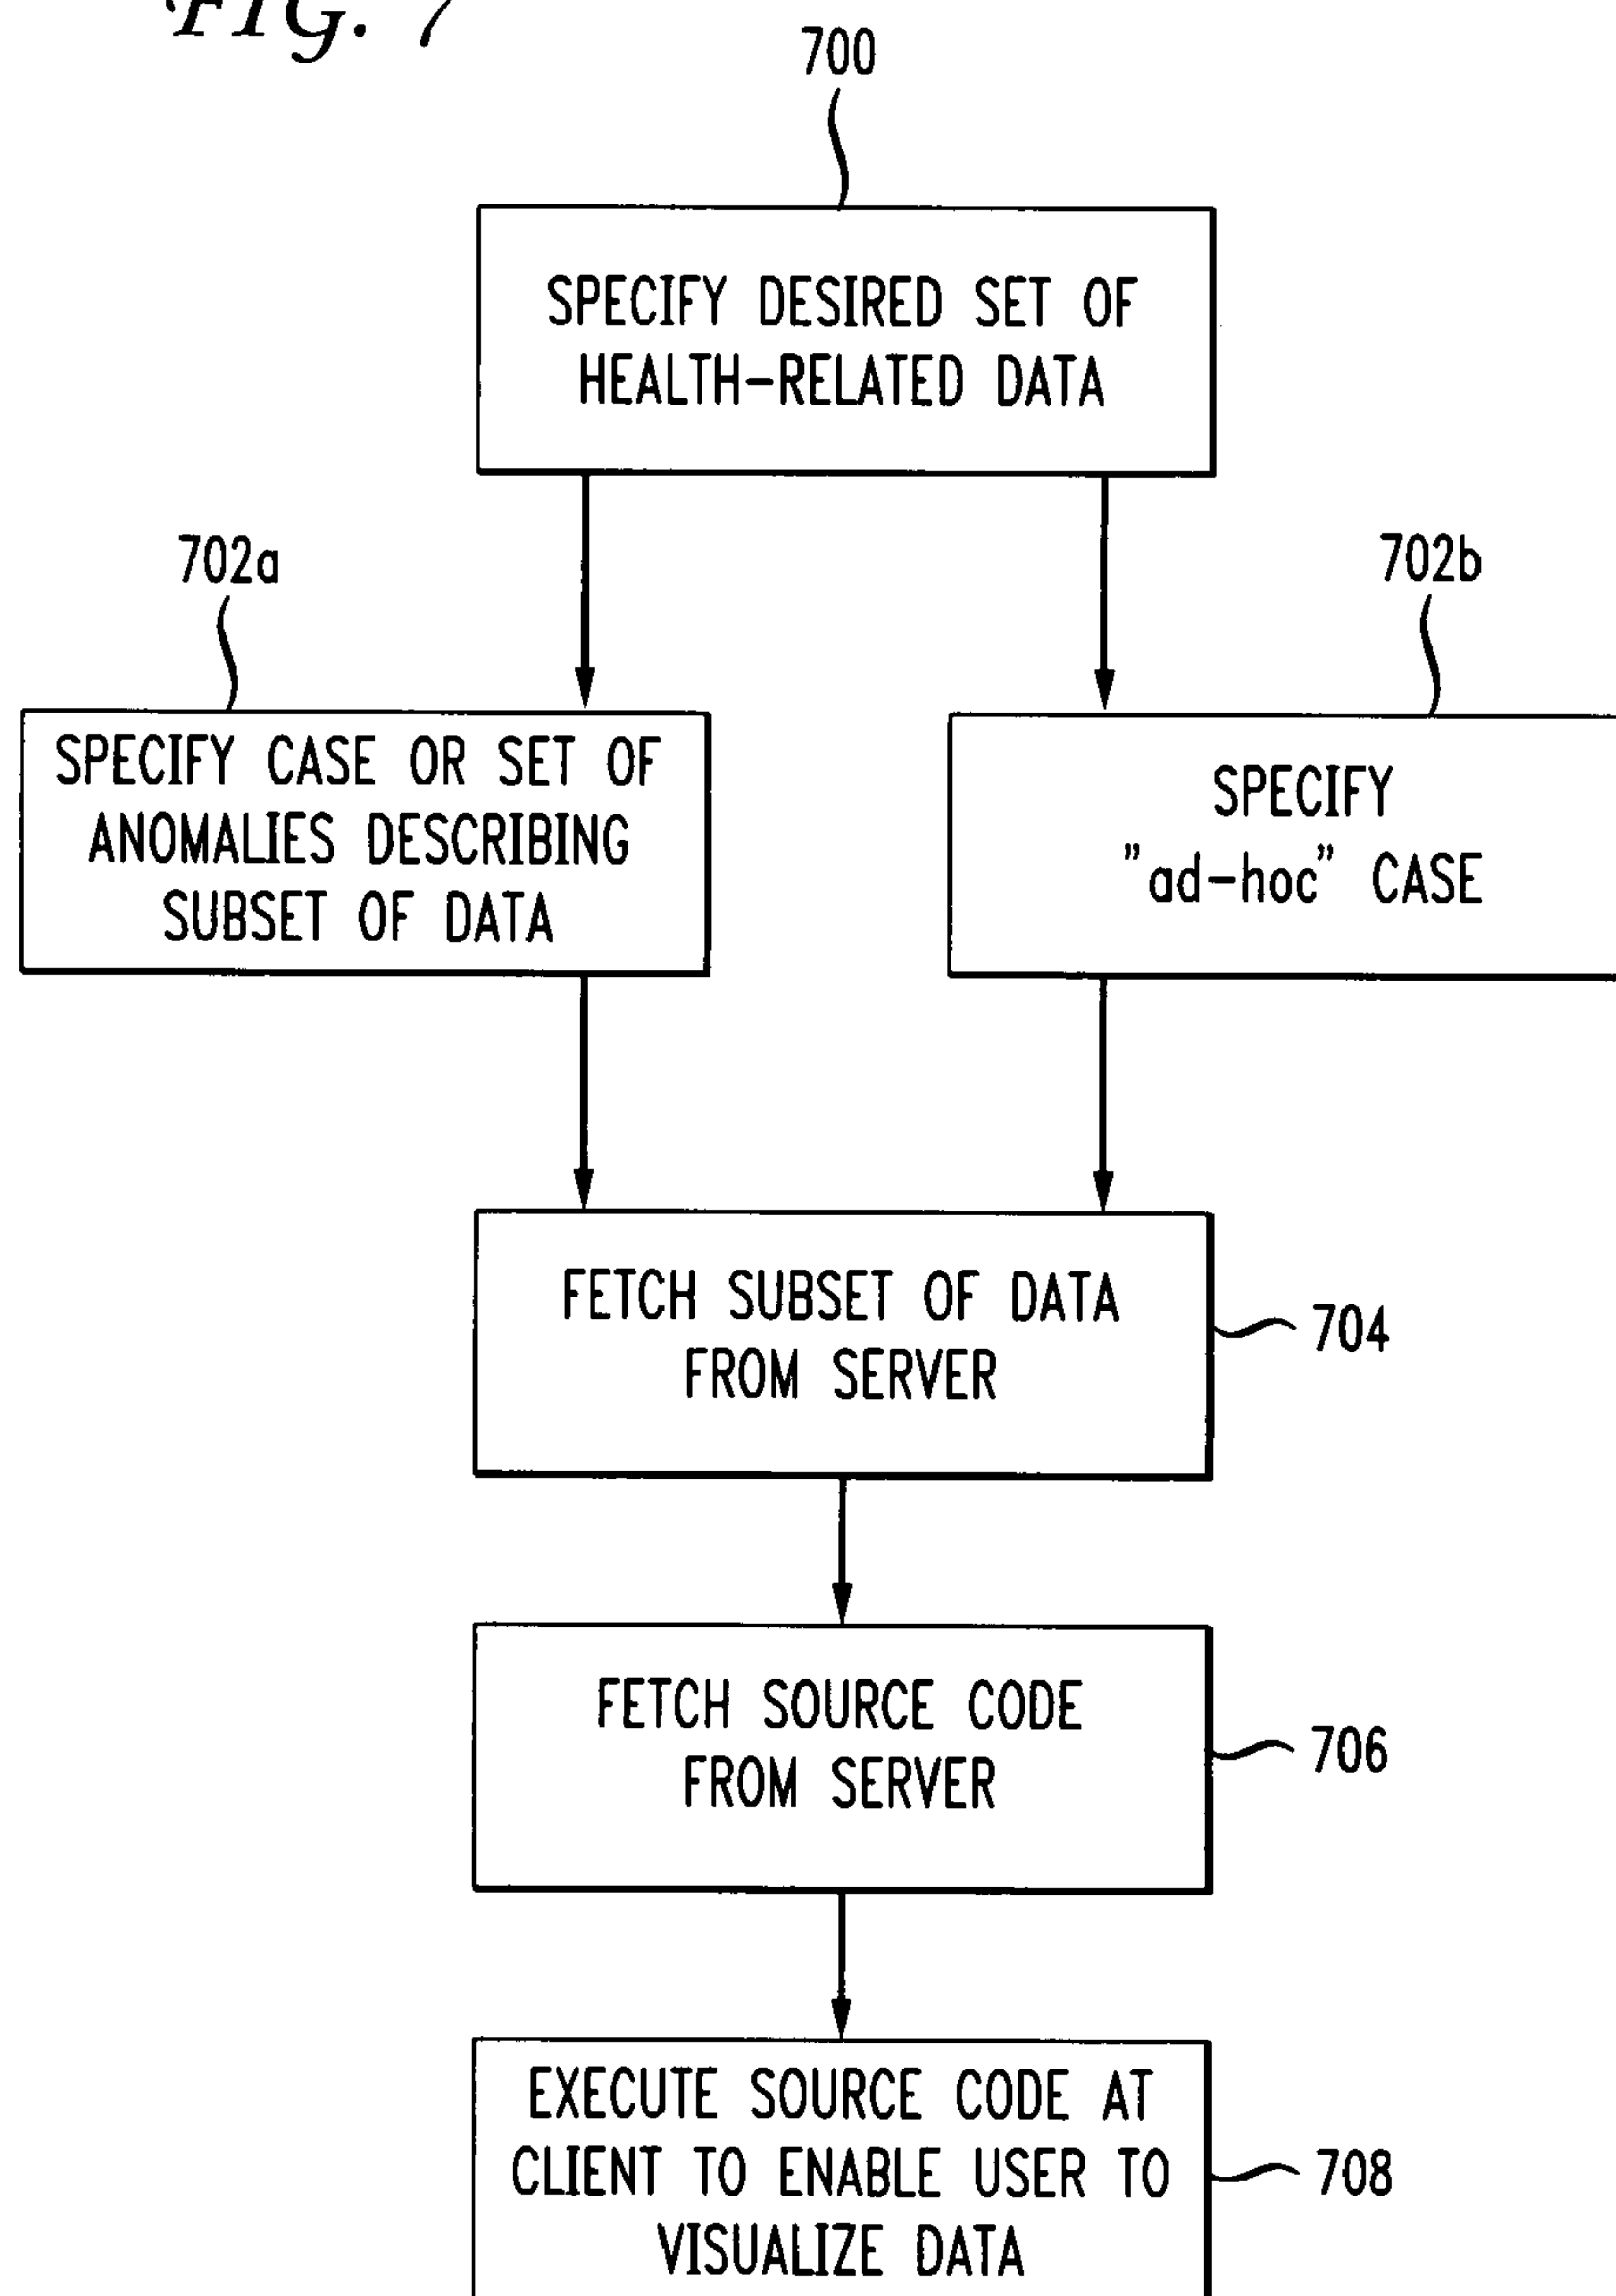 FIG. 7
700
SPECIFY DESIRED SET OF
HEALTH-RELATED DATA
702a
702b
SPECIFY CASE OR SET OF
ANOMALIES DESCRIBING
SUBSET OF DATA
SPECIFY
"ad-hoc" CASE
FETCH SUBSET OF DATA
FROM SERVER
704
FETCH SOURCE CODE
FROM SERVER
706
EXECUTE SOURCE CODE AT
CLIENT TO ENABLE USER TO
VISUALIZE DATA
708